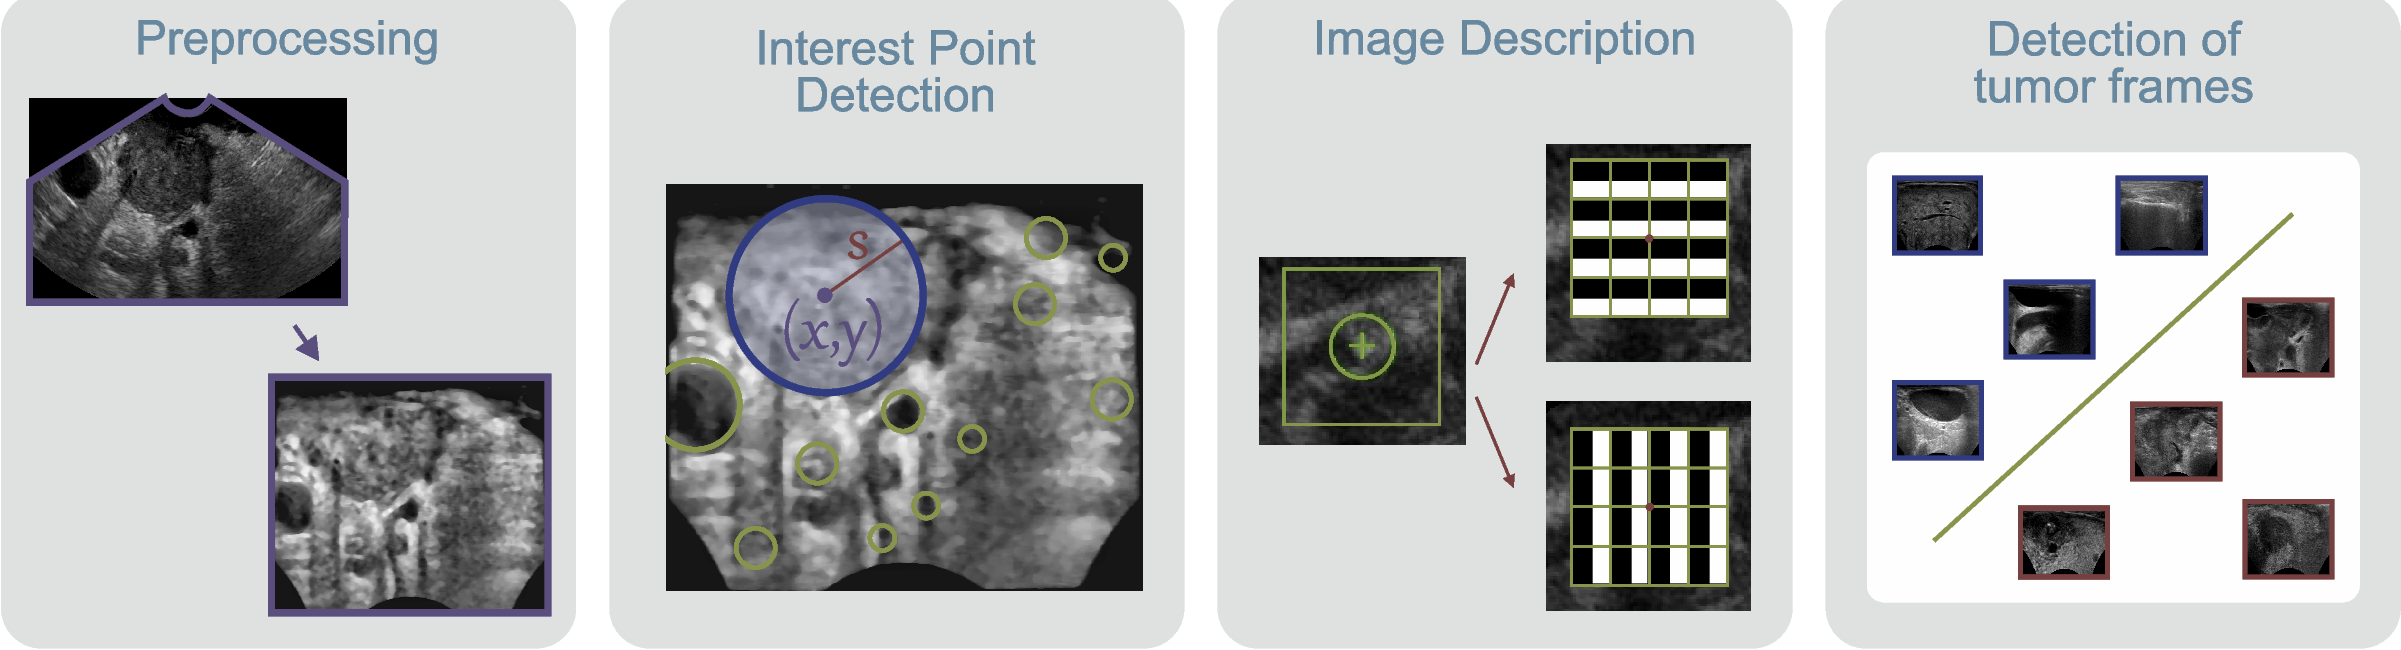 Preprocessing
Interest Point
Detection
s
(x,y)
Image Description
Detection of
tumor frames